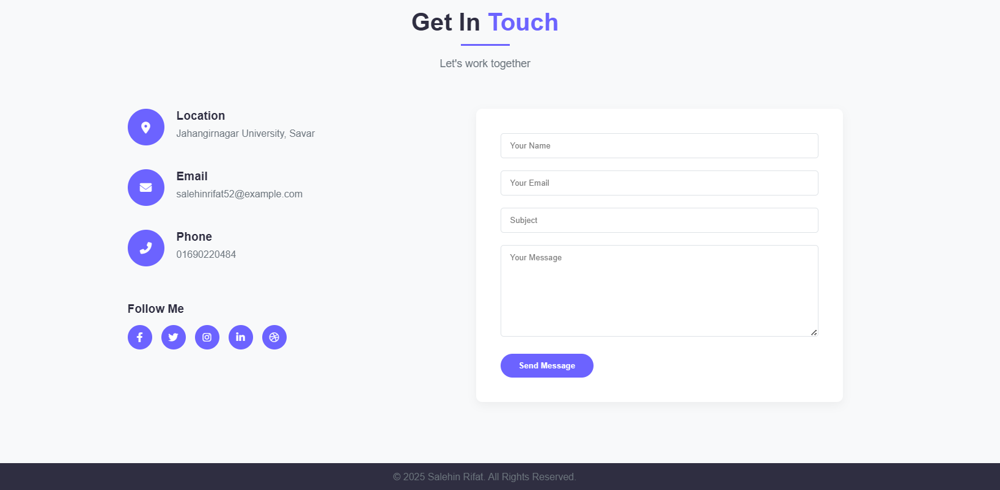 Get In Touch
Let's work together
Location
Jahangirnagar University, Savar
Email
salehinrifat52@example.com
Phone
01690220484
Follow Me
Your Name
Your Email
Subject
Your Message
Send Message
© 2025 Salehin Rifat. All Rights Reserved.